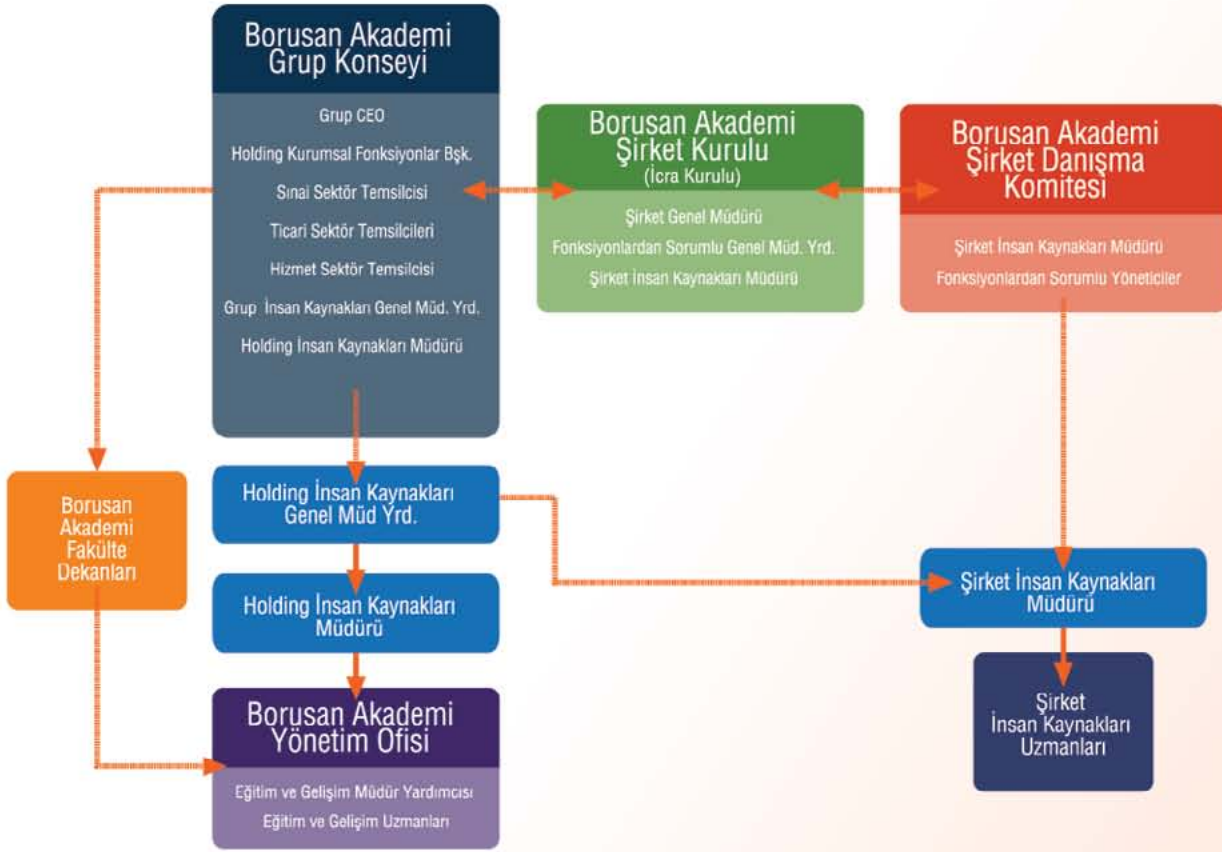 Borusan Akademi
Grup Konseyi
Grup CEO
Holding Kurumsal Fonksiyonlar Bşk.
Sınai Sektör Temsilcisi
Ticari Sektör Temsilcileri
Hizmet Sektör Temsilcisi
Grup İnsan Kaynakları Genel Müd. Yrd.
Holding İnsan Kaynakları Müdürü
Borusan Akademi
Şirket Kurulu
(İcra Kurulu)
Şirket Genel Müdürü
Fonksiyonlardan Sorumlu Genel Müd. Yrd.
Şirket İnsan Kaynakları Müdürü
Borusan Akademi
Şirket Danışma
Komitesi
Şirket İnsan Kaynakları Müdürü
Fonksiyonlardan Sorumlu Yöneticiler
Borusan
Akademi
Fakülte
Dekanları
Holding İnsan Kaynakları
Genel Müd Yrd.
Holding İnsan Kaynakları
Müdürü
Şirket İnsan Kaynakları
Müdürü
Borusan Akademi
Yönetim Ofisi
Eğitim ve Gelişim Müdür Yardımcısı
Eğitim ve Gelişim Uzmanları
Şirket
İnsan Kaynakları
Uzmanları